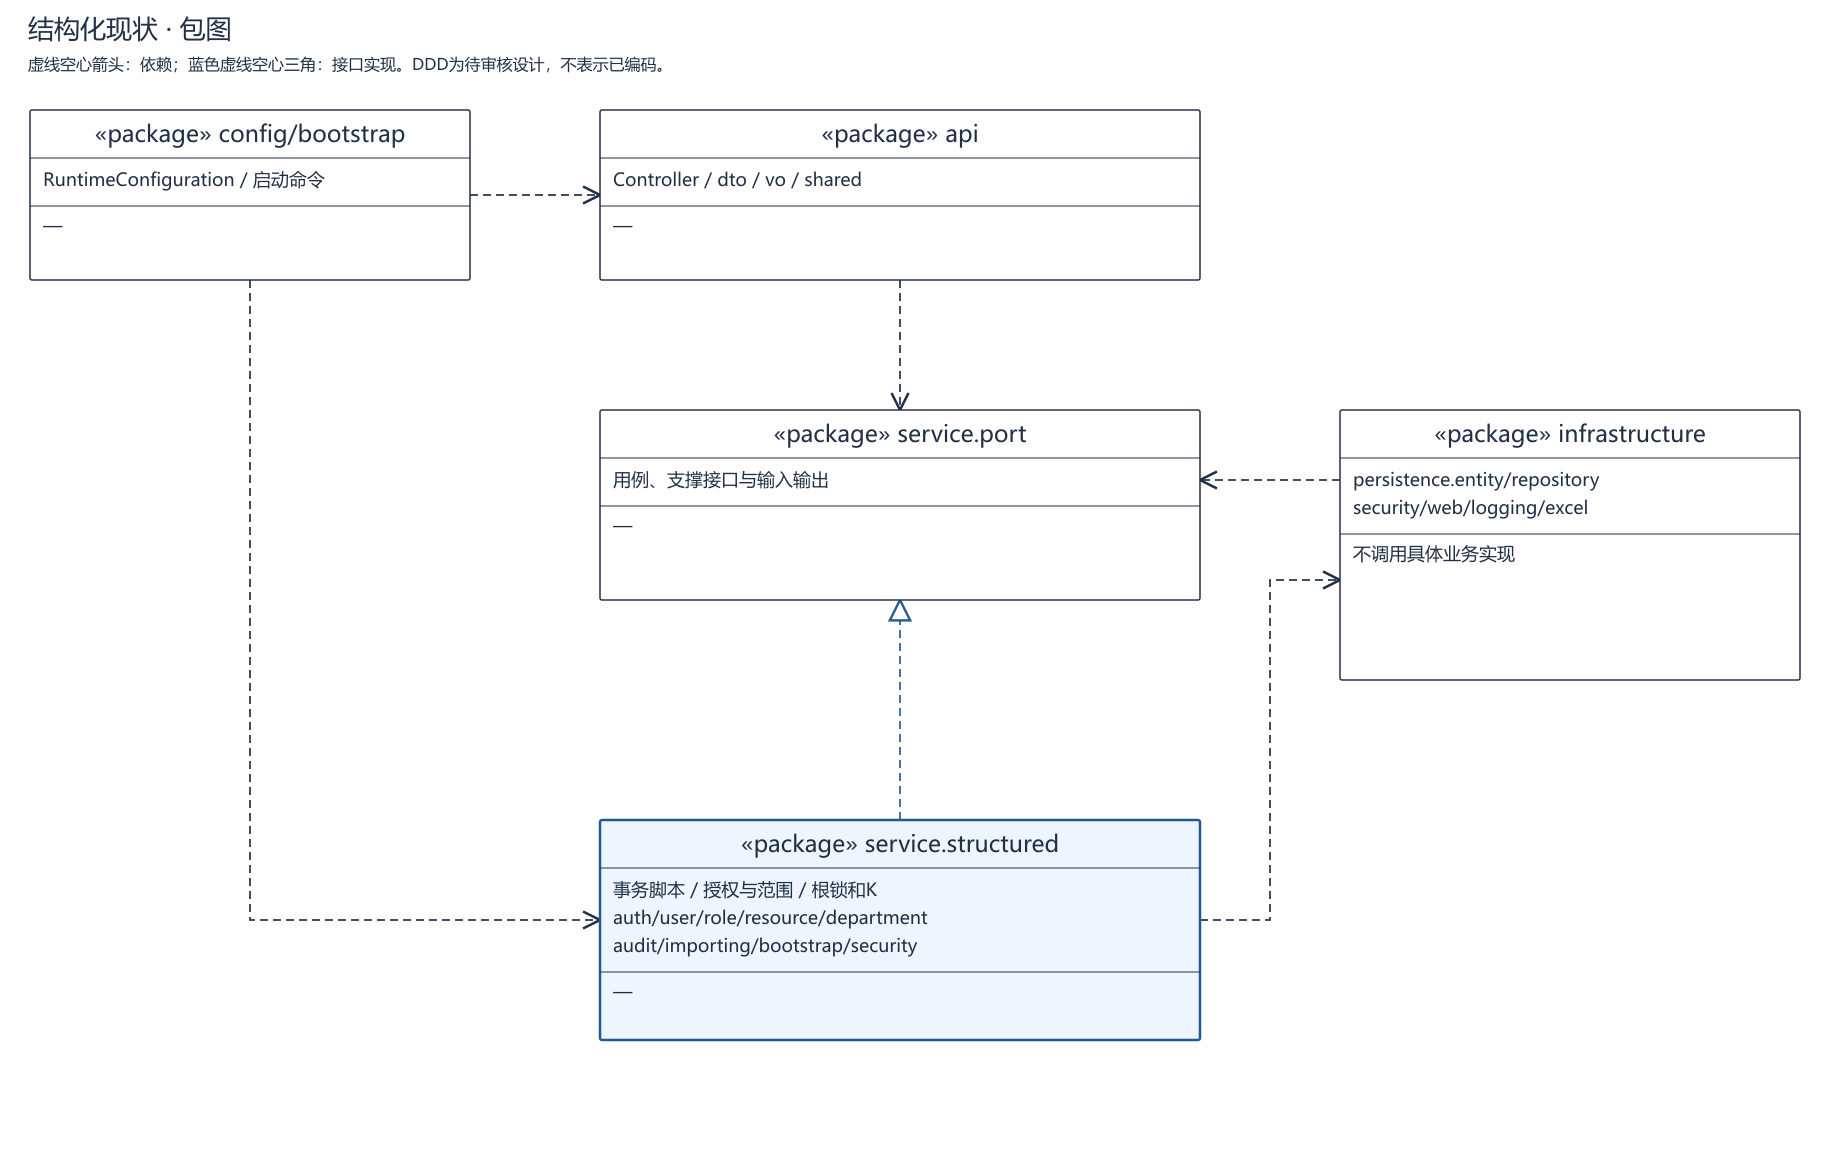 结构化现状 · 包图
虚线空心箭头：依赖；蓝色虚线空心三角：接口实现。DDD为待审核设计，不表示已编码。
«package» config/bootstrap
RuntimeConfiguration / 启动命令
—
«package» api
Controller / dto / vo / shared
—
«package» service.port
用例、支撑接口与输入输出
—
«package» infrastructure
persistence.entity/repository
security/web/logging/excel
不调用具体业务实现
«package» service.structured
事务脚本 / 授权与范围 / 根锁和K
auth/user/role/resource/department
audit/importing/bootstrap/security
—